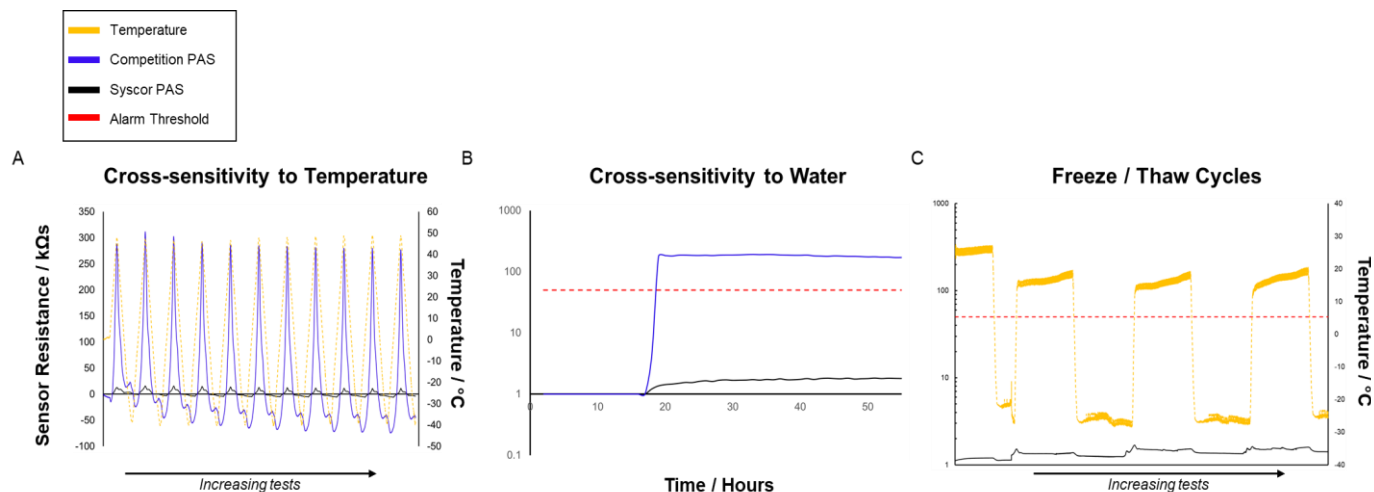 Temperature
Competition PAS
Syscor PAS
Alarm Threshold
A
Cross-sensitivity to Temperature
Sensor Resistance / kΩs
350
300
250
200
150
100
50
0
-50
-100
60
50
40
30
20
10
0
-10
-20
-30
-40
-50
Temperature / °C
Increasing tests
B
Cross-sensitivity to Water
1000
100
10
1
0.1
0
10
20
30
40
50
Time / Hours
C
Freeze / Thaw Cycles
1000
100
10
1
40
30
20
10
0
-10
-20
-30
-40
Temperature / °C
Increasing tests